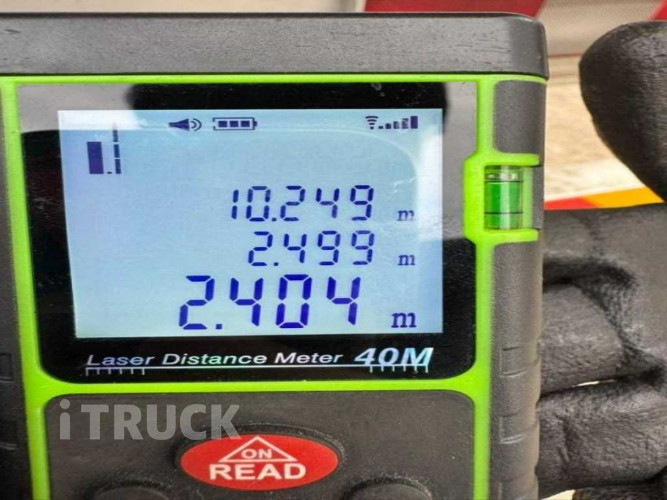 10.249 m
2.499 m
2.404 m
Laser Distance Meter 40M
iTRUCK
ON
READ